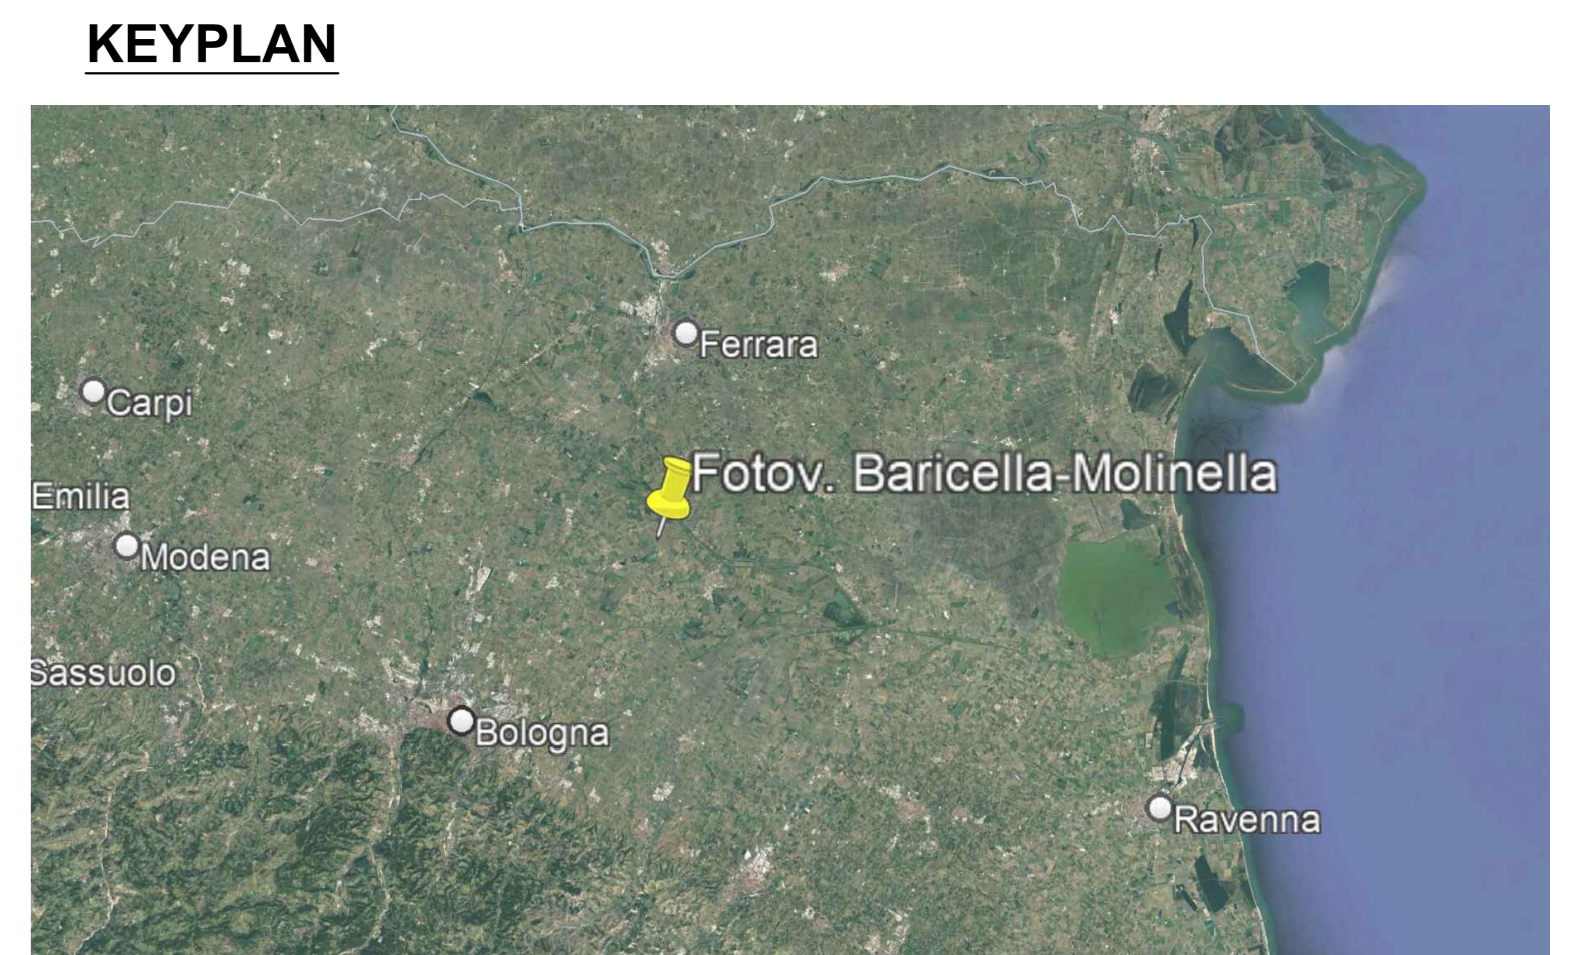 KEYPLAN
Ferrara
Carpi
Fotov. Baricella-Molinella
Emilia
Modena
Sassuolo
Bologna
Ravenna